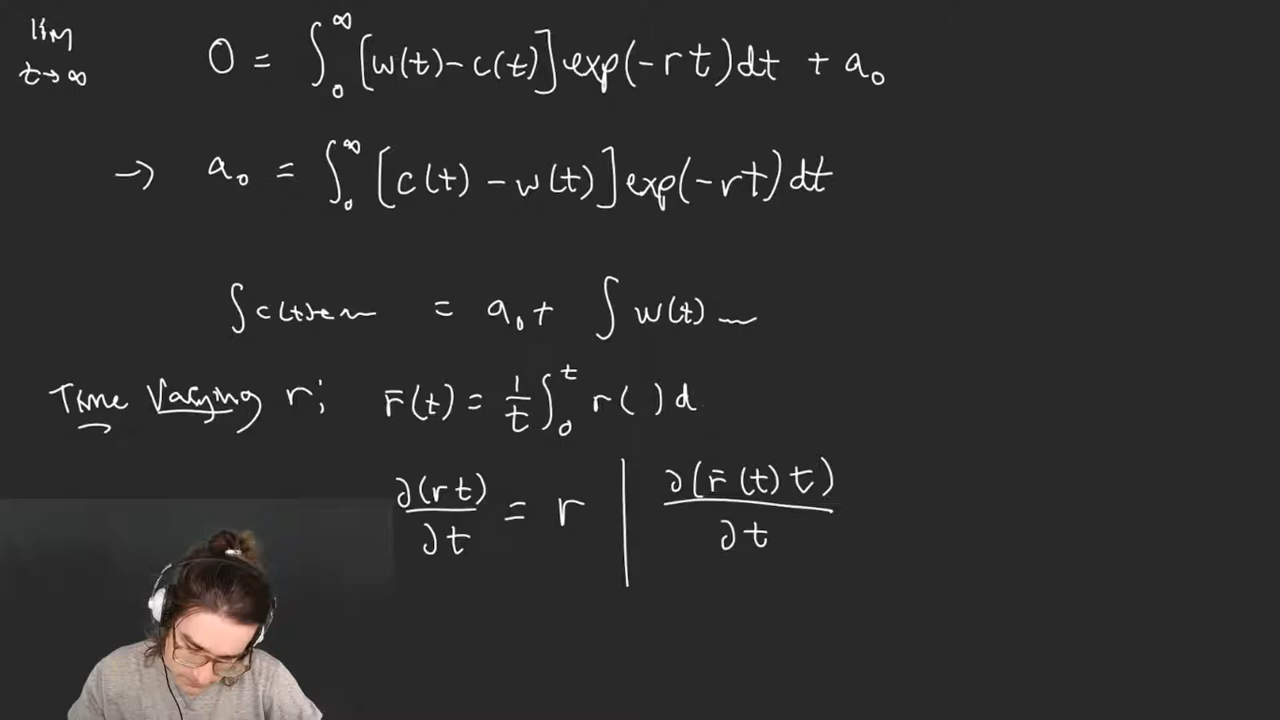 lim t→∞ 0 = ∫₀^∞ [w(t) − c(t)] exp(−rt) dt + a₀
→ a₀ = ∫₀^∞ [c(t) − w(t)] exp(−rt) dt
∫ c(t) = a₀ + ∫ w(t)
Time Varying r; r̄(t) = 1/t ∫₀^t r( ) d
∂(rt)/∂t = r | ∂(r̄(t)t)/∂t